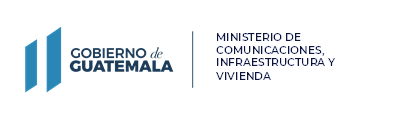 GOBIERNO de
GUATEMALA
MINISTERIO DE
COMUNICACIONES,
INFRAESTRUCTURA Y
VIVIENDA